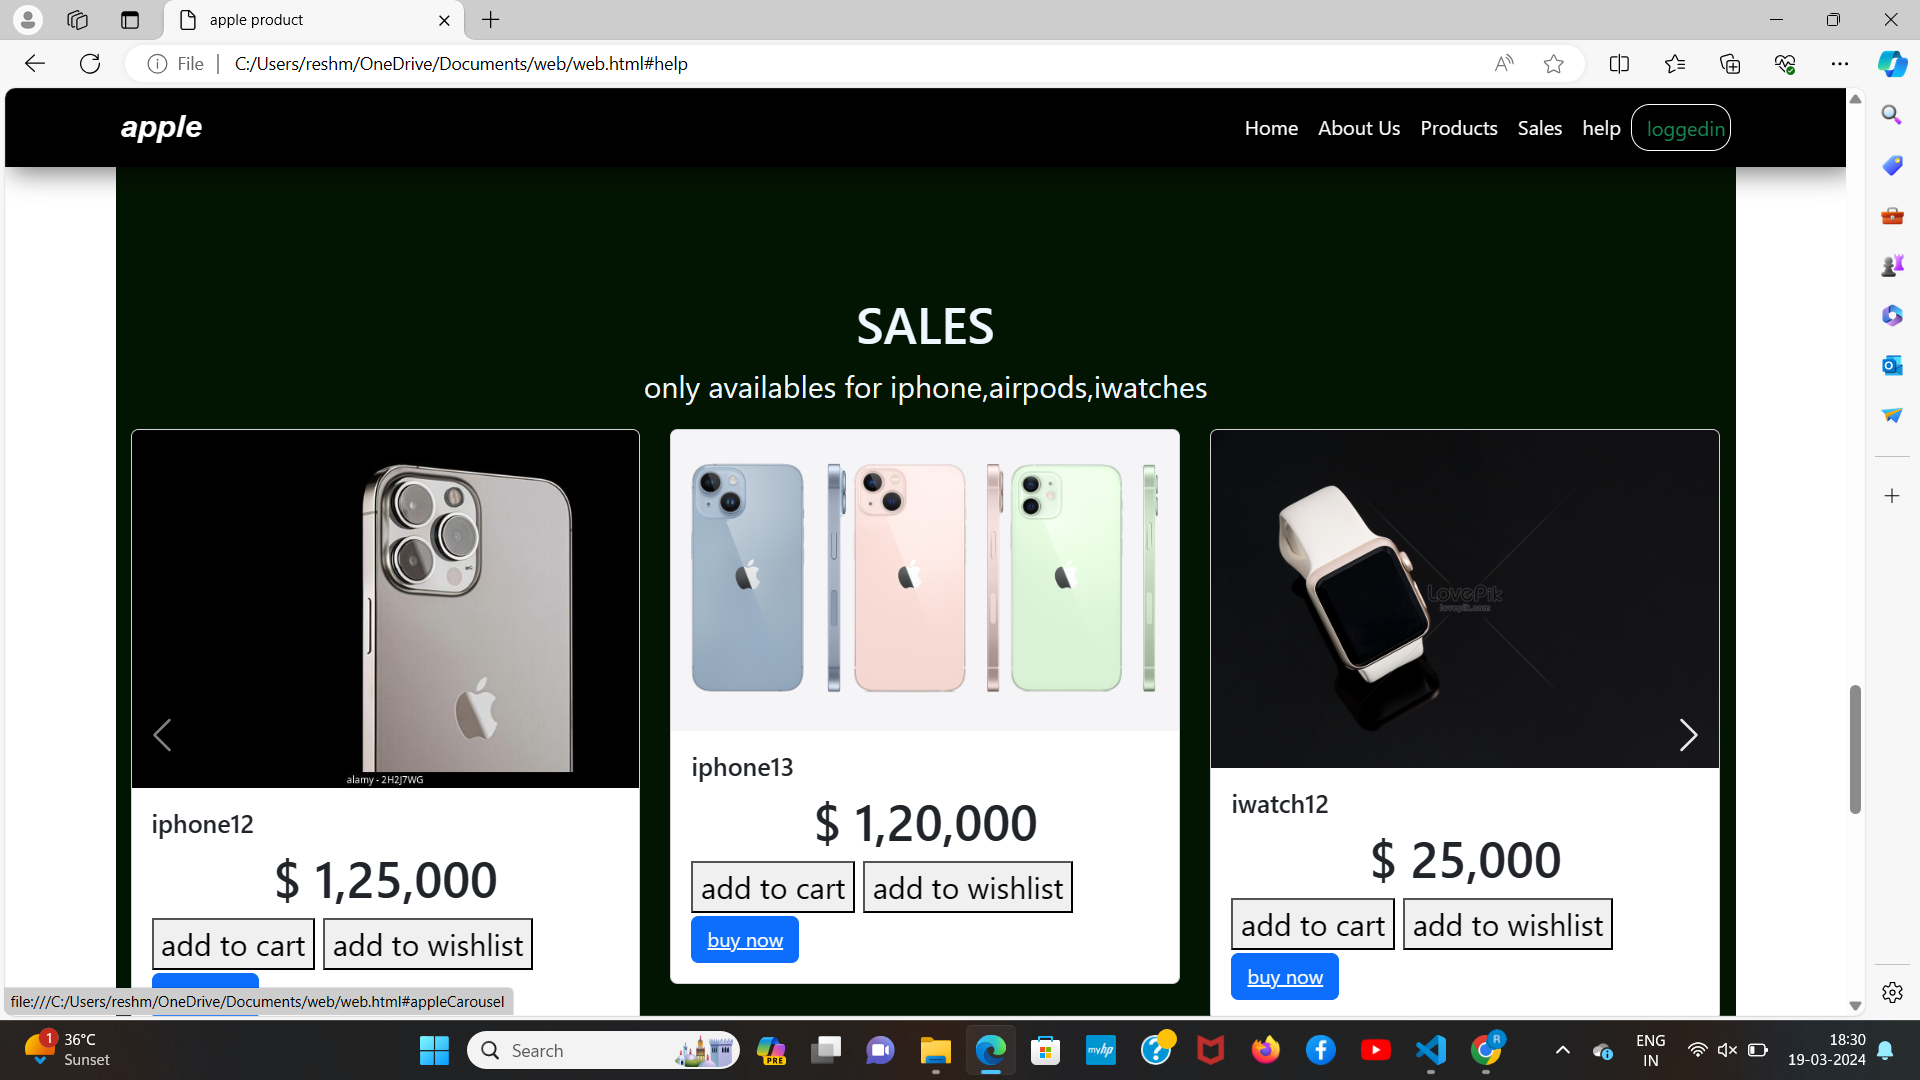 apple product
File
C:/Users/reshm/OneDrive/Documents/web/web.html#help
apple
Home About Us Products Sales help loggedin
SALES
only availables for iphone,airpods,iwatches
alamy - 2H2J7WG
LovePik
lovepik.com
iphone12
$ 1,25,000
add to cart add to wishlist
iphone13
$ 1,20,000
add to cart add to wishlist
buy now
iwatch12
$ 25,000
add to cart add to wishlist
buy now
file:///C:/Users/reshm/OneDrive/Documents/web/web.html#appleCarousel
1
36°C
Sunset
Search
PRE
myhp
R
ENG
IN
18:30
19-03-2024